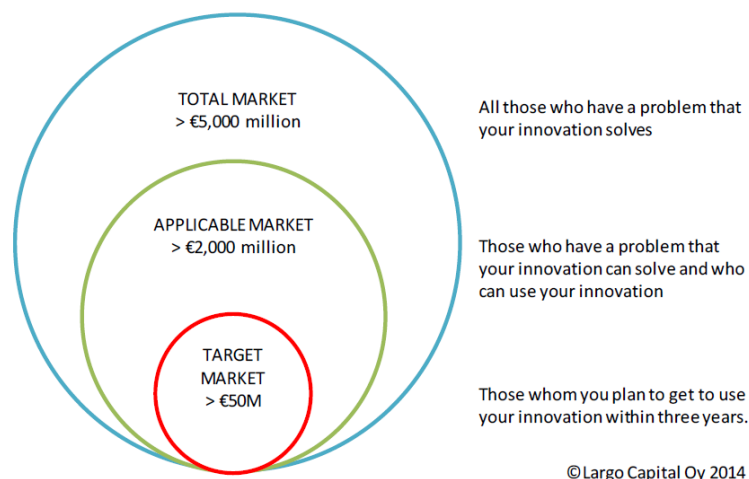 TOTAL MARKET
> €5,000 million
All those who have a problem that
your innovation solves
APPLICABLE MARKET
> €2,000 million
Those who have a problem that
your innovation can solve and who
can use your innovation
TARGET
MARKET
> €50M
Those whom you plan to get to use
your innovation within three years.
©Largo Capital Oy 2014